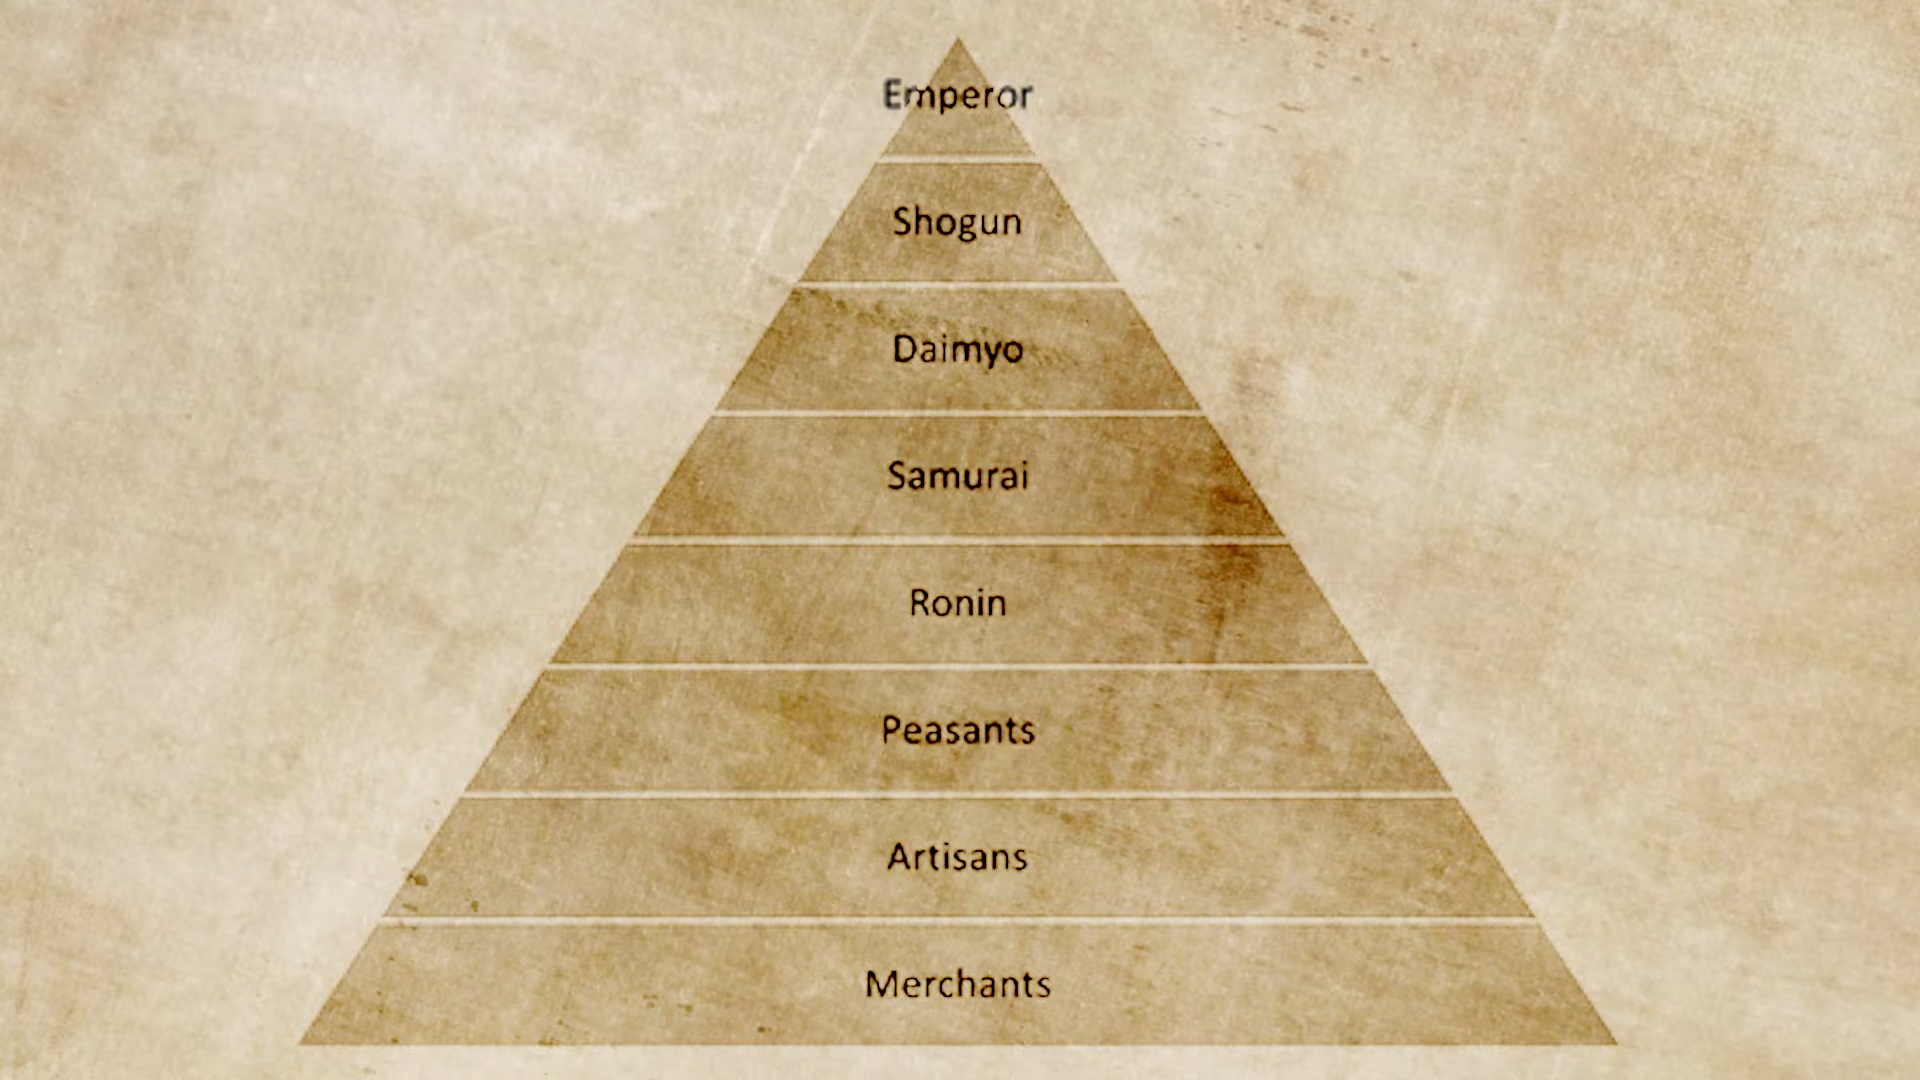 Emperor
Shogun
Daimyo
Samurai
Ronin
Peasants
Artisans
Merchants